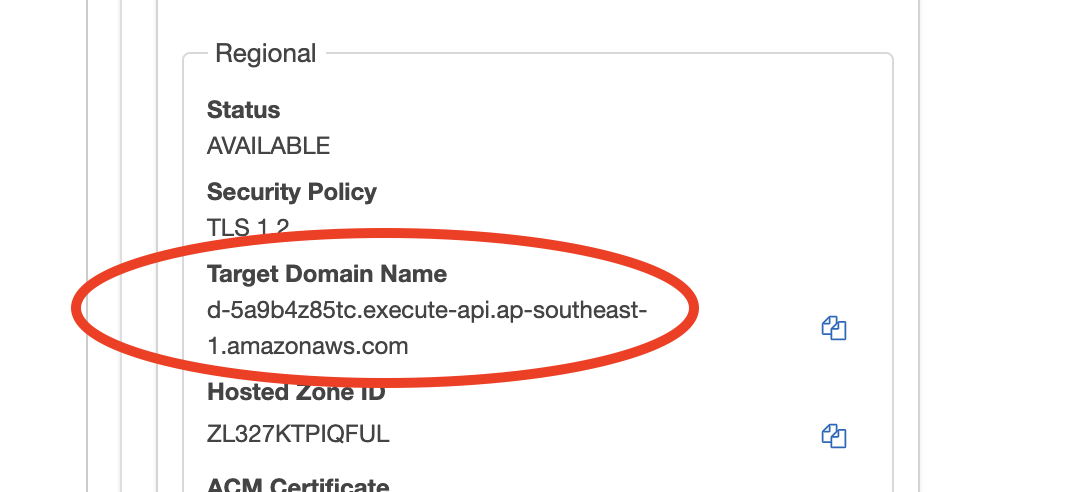 Regional
Status
AVAILABLE
Security Policy
TLS 1.2
Target Domain Name
d-5a9b4z85tc.execute-api.ap-southeast-
1.amazonaws.com
Hosted Zone ID
ZL327KTPIQFUL
ACM Certificate